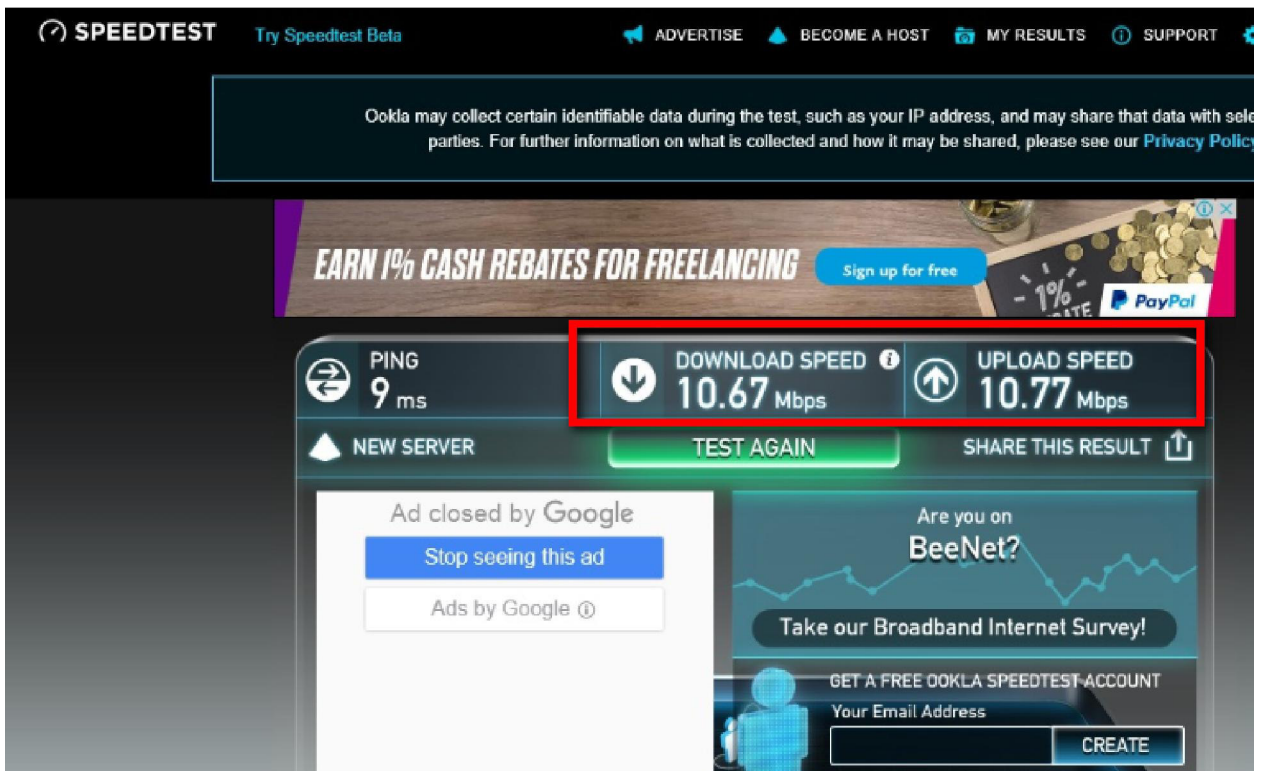 SPEEDTEST Try Speedtest Beta ADVERTISE BECOME A HOST MY RESULTS SUPPORT
Ookla may collect certain identifiable data during the test, such as your IP address, and may share that data with sele
parties. For further information on what is collected and how it may be shared, please see our Privacy Policy
EARN 1% CASH REBATES FOR FREELANCING Sign up for free
- 1% -
PayPal
PING DOWNLOAD SPEED UPLOAD SPEED
9 ms 10.67 Mbps 10.77 Mbps
NEW SERVER TEST AGAIN SHARE THIS RESULT
Ad closed by Google
Stop seeing this ad
Ads by Google
Are you on
BeeNet?
Take our Broadband Internet Survey!
GET A FREE OOKLA SPEEDTEST ACCOUNT
Your Email Address
CREATE